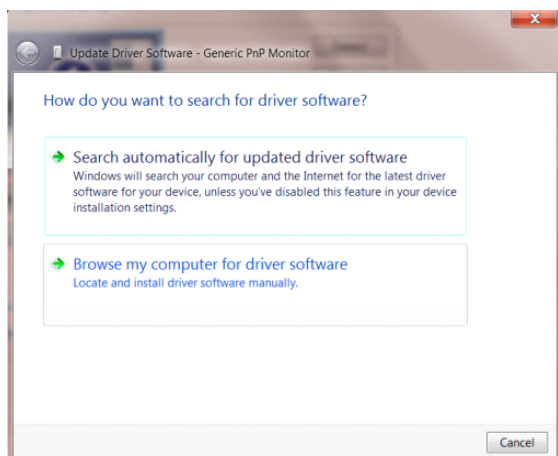 Update Driver Software - Generic PnP Monitor
How do you want to search for driver software?
Search automatically for updated driver software
Windows will search your computer and the Internet for the latest driver
software for your device, unless you've disabled this feature in your device
installation settings.
Browse my computer for driver software
Locate and install driver software manually.
Cancel